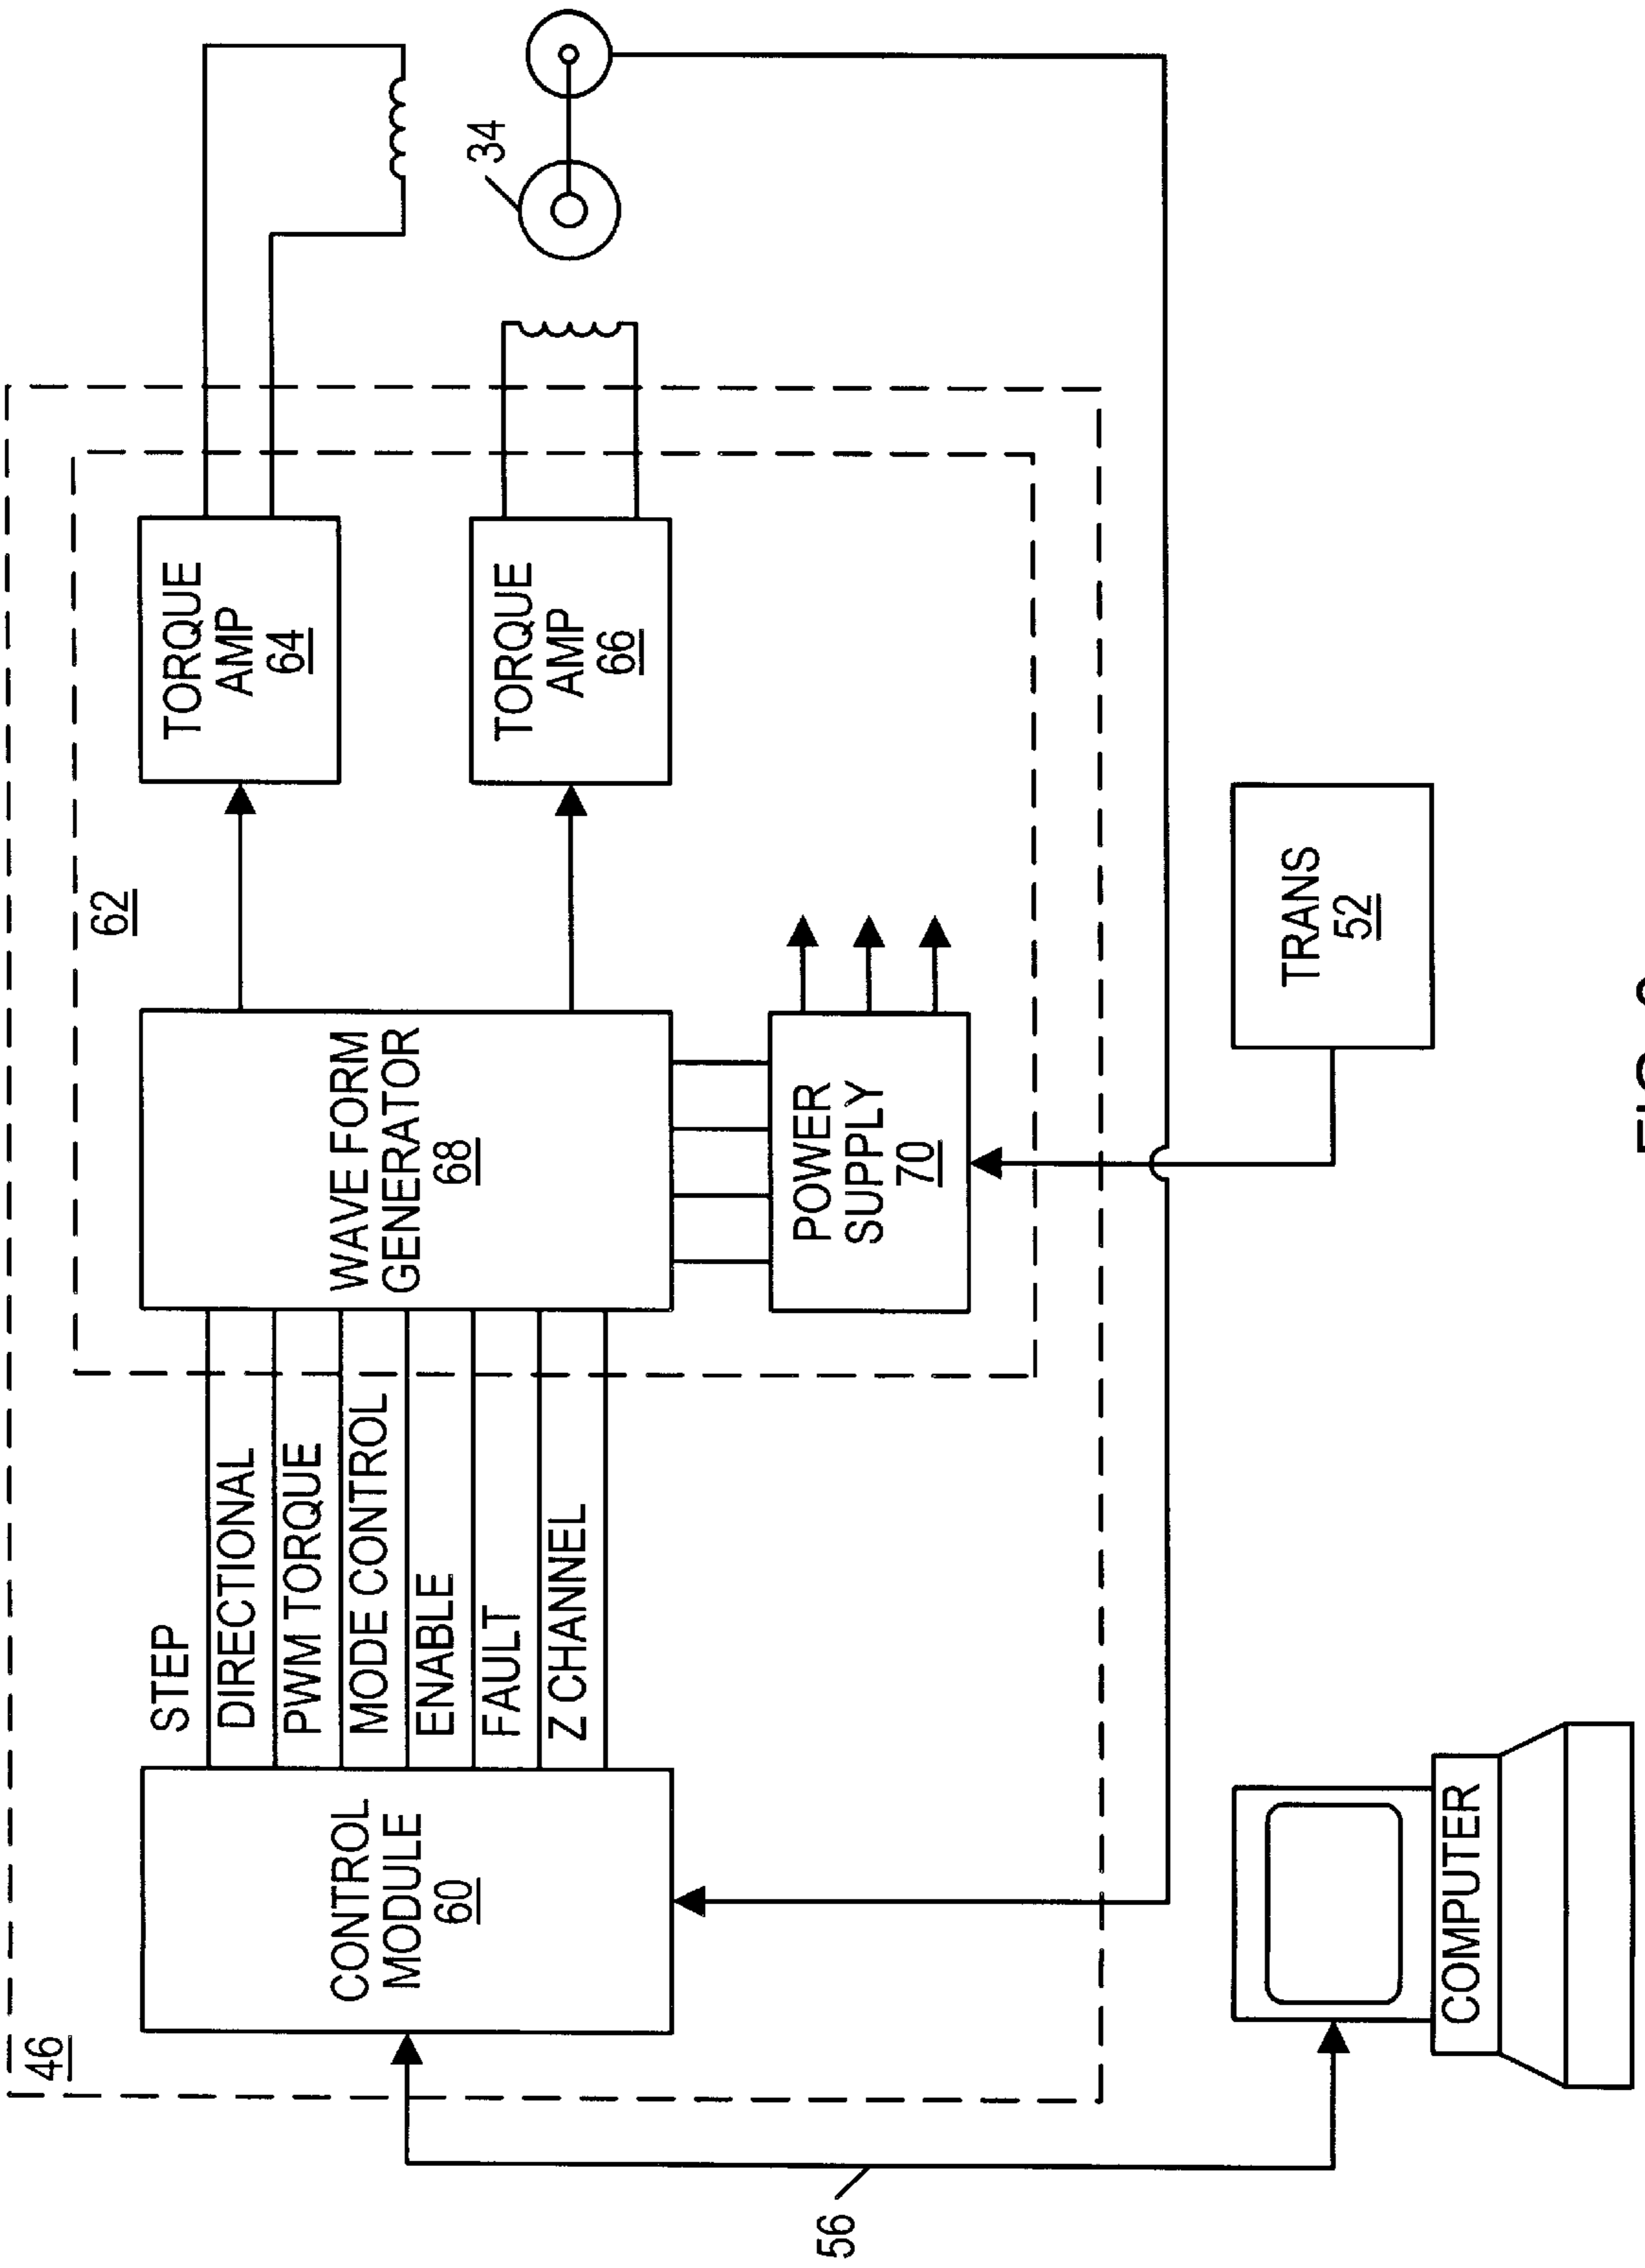 46
62
STEP
DIRECTIONAL
PWM TORQUE
MODE CONTROL
ENABLE
FAULT
Z CHANNEL
CONTROL
MODULE
60
WAVE FORM
GENERATOR
68
TORQUE
AMP
64
TORQUE
AMP
66
34
POWER
SUPPLY
70
TRANS
52
56
COMPUTER